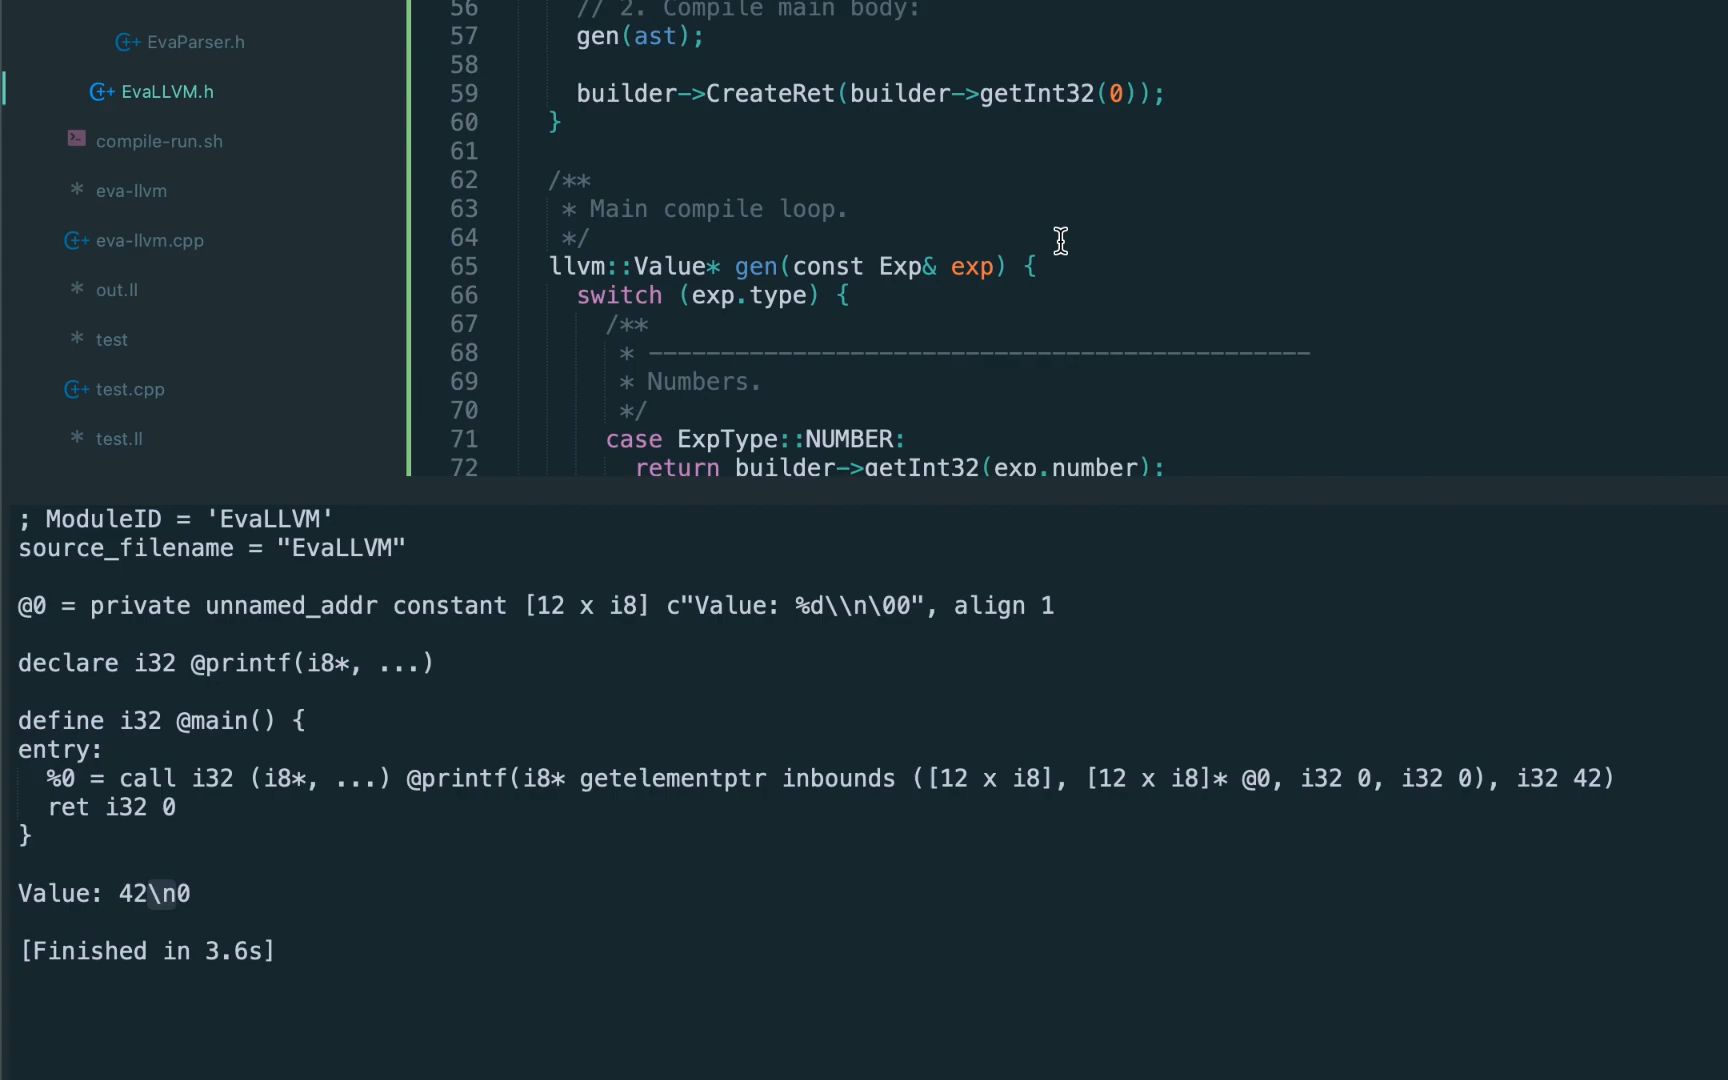 EvaParser.h
EvaLLVM.h
compile-run.sh
eva-llvm
eva-llvm.cpp
out.ll
test
test.cpp
test.ll
56 // 2. Compile main body:
57 gen(ast);
58
59 builder->CreateRet(builder->getInt32(0));
60 }
61
62 /**
63 * Main compile loop.
64 */
65 llvm::Value* gen(const Exp& exp) {
66 switch (exp.type) {
67 /**
68 * ----------------------------------------------
69 * Numbers.
70 */
71 case ExpType::NUMBER:
72 return builder->getInt32(exp.number);
; ModuleID = 'EvaLLVM'
source_filename = "EvaLLVM"
@0 = private unnamed_addr constant [12 x i8] c"Value: %d\\n\00", align 1
declare i32 @printf(i8*, ...)
define i32 @main() {
entry:
%0 = call i32 (i8*, ...) @printf(i8* getelementptr inbounds ([12 x i8], [12 x i8]* @0, i32 0, i32 0), i32 42)
ret i32 0
}
Value: 42\n0
[Finished in 3.6s]